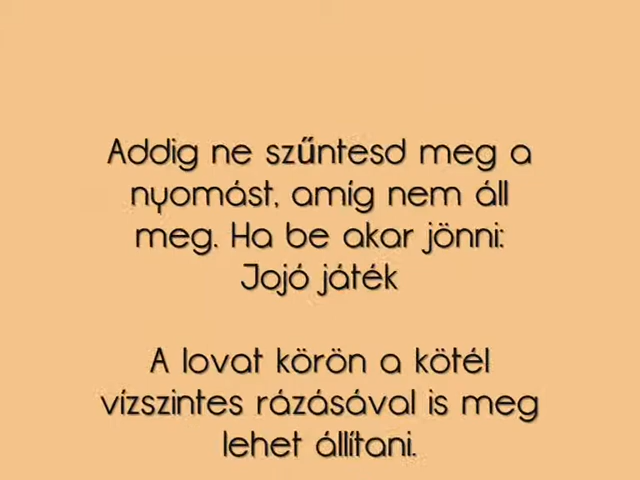 Addig ne szűntesd meg a
nyomást, amíg nem áll
meg. Ha be akar jönni:
Jojó játék
A lovat körön a kötél
vízszintes rázásával is meg
lehet állítani.